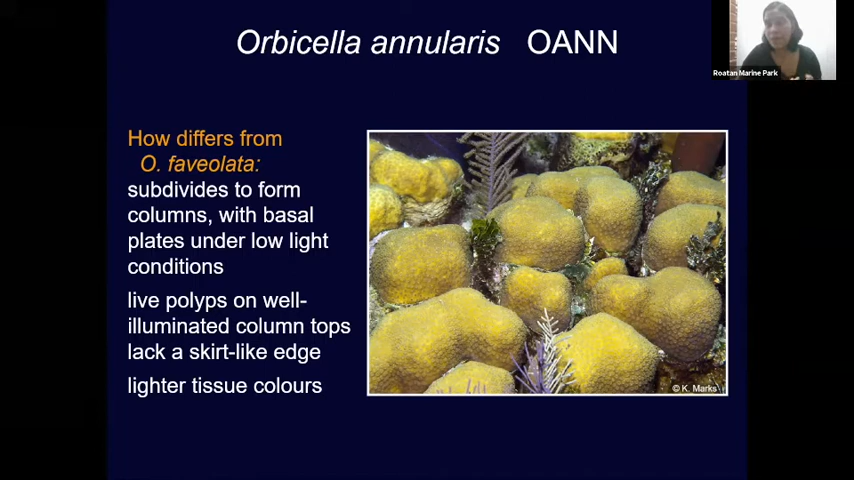 Orbicella annularis OANN
Roatan Marine Park
How differs from
O. faveolata:
subdivides to form
columns, with basal
plates under low light
conditions
live polyps on well-
illuminated column tops
lack a skirt-like edge
lighter tissue colours
© K. Marks